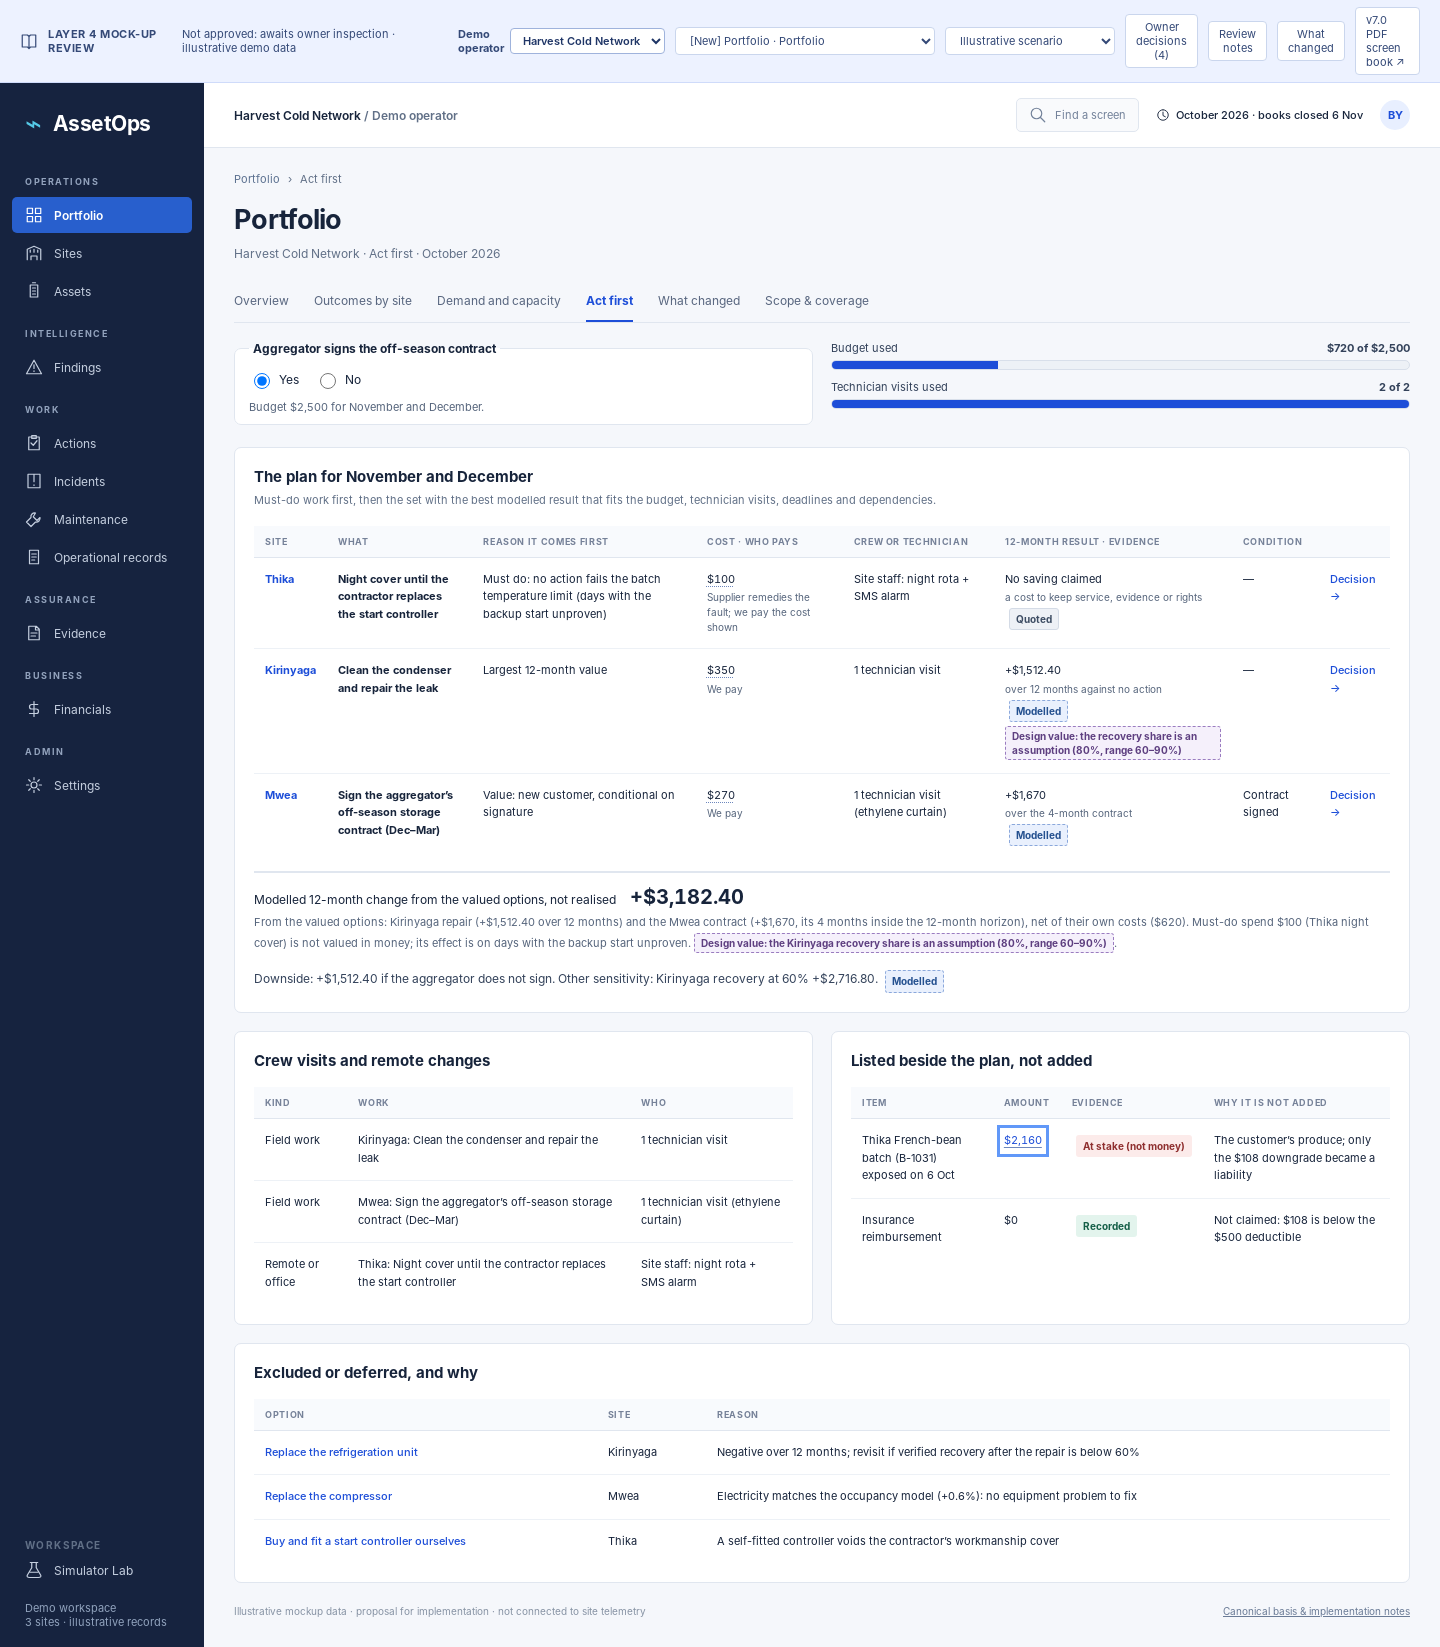 LAYER 4 MOCK-UP REVIEW
Not approved: awaits owner inspection · illustrative demo data
Demo operator
Harvest Cold Network
[New] Portfolio · Portfolio
Illustrative scenario
Owner decisions (4)
Review notes
What changed
v7.0 PDF screen book ↗
AssetOps
OPERATIONS
Portfolio
Sites
Assets
INTELLIGENCE
Findings
WORK
Actions
Incidents
Maintenance
Operational records
ASSURANCE
Evidence
BUSINESS
Financials
ADMIN
Settings
WORKSPACE
Simulator Lab
Demo workspace
3 sites · illustrative records
Harvest Cold Network / Demo operator
Find a screen
October 2026 · books closed 6 Nov
BY
Portfolio › Act first
Portfolio
Harvest Cold Network · Act first · October 2026
Overview
Outcomes by site
Demand and capacity
Act first
What changed
Scope & coverage
Aggregator signs the off-season contract
Yes
No
Budget $2,500 for November and December.
Budget used
$720 of $2,500
Technician visits used
2 of 2
The plan for November and December
Must-do work first, then the set with the best modelled result that fits the budget, technician visits, deadlines and dependencies.
SITE
WHAT
REASON IT COMES FIRST
COST · WHO PAYS
CREW OR TECHNICIAN
12-MONTH RESULT · EVIDENCE
CONDITION
Thika
Night cover until the contractor replaces the start controller
Must do: no action fails the batch temperature limit (days with the backup start unproven)
$100
Supplier remedies the fault; we pay the cost shown
Site staff: night rota + SMS alarm
No saving claimed
a cost to keep service, evidence or rights
Quoted
—
Decision →
Kirinyaga
Clean the condenser and repair the leak
Largest 12-month value
$350
We pay
1 technician visit
+$1,512.40
over 12 months against no action
Modelled
Design value: the recovery share is an assumption (80%, range 60–90%)
—
Decision →
Mwea
Sign the aggregator's off-season storage contract (Dec–Mar)
Value: new customer, conditional on signature
$270
We pay
1 technician visit (ethylene curtain)
+$1,670
over the 4-month contract
Modelled
Contract signed
Decision →
Modelled 12-month change from the valued options, not realised +$3,182.40
From the valued options: Kirinyaga repair (+$1,512.40 over 12 months) and the Mwea contract (+$1,670, its 4 months inside the 12-month horizon), net of their own costs ($620). Must-do spend $100 (Thika night
cover) is not valued in money; its effect is on days with the backup start unproven. Design value: the Kirinyaga recovery share is an assumption (80%, range 60–90%) .
Downside: +$1,512.40 if the aggregator does not sign. Other sensitivity: Kirinyaga recovery at 60% +$2,716.80. Modelled
Crew visits and remote changes
KIND
WORK
WHO
Field work
Kirinyaga: Clean the condenser and repair the leak
1 technician visit
Field work
Mwea: Sign the aggregator's off-season storage contract (Dec–Mar)
1 technician visit (ethylene curtain)
Remote or office
Thika: Night cover until the contractor replaces the start controller
Site staff: night rota + SMS alarm
Listed beside the plan, not added
ITEM
AMOUNT
EVIDENCE
WHY IT IS NOT ADDED
Thika French-bean batch (B-1031) exposed on 6 Oct
$2,160
At stake (not money)
The customer's produce; only the $108 downgrade became a liability
Insurance reimbursement
$0
Recorded
Not claimed: $108 is below the $500 deductible
Excluded or deferred, and why
OPTION
SITE
REASON
Replace the refrigeration unit
Kirinyaga
Negative over 12 months; revisit if verified recovery after the repair is below 60%
Replace the compressor
Mwea
Electricity matches the occupancy model (+0.6%): no equipment problem to fix
Buy and fit a start controller ourselves
Thika
A self-fitted controller voids the contractor's workmanship cover
Illustrative mockup data · proposal for implementation · not connected to site telemetry
Canonical basis & implementation notes